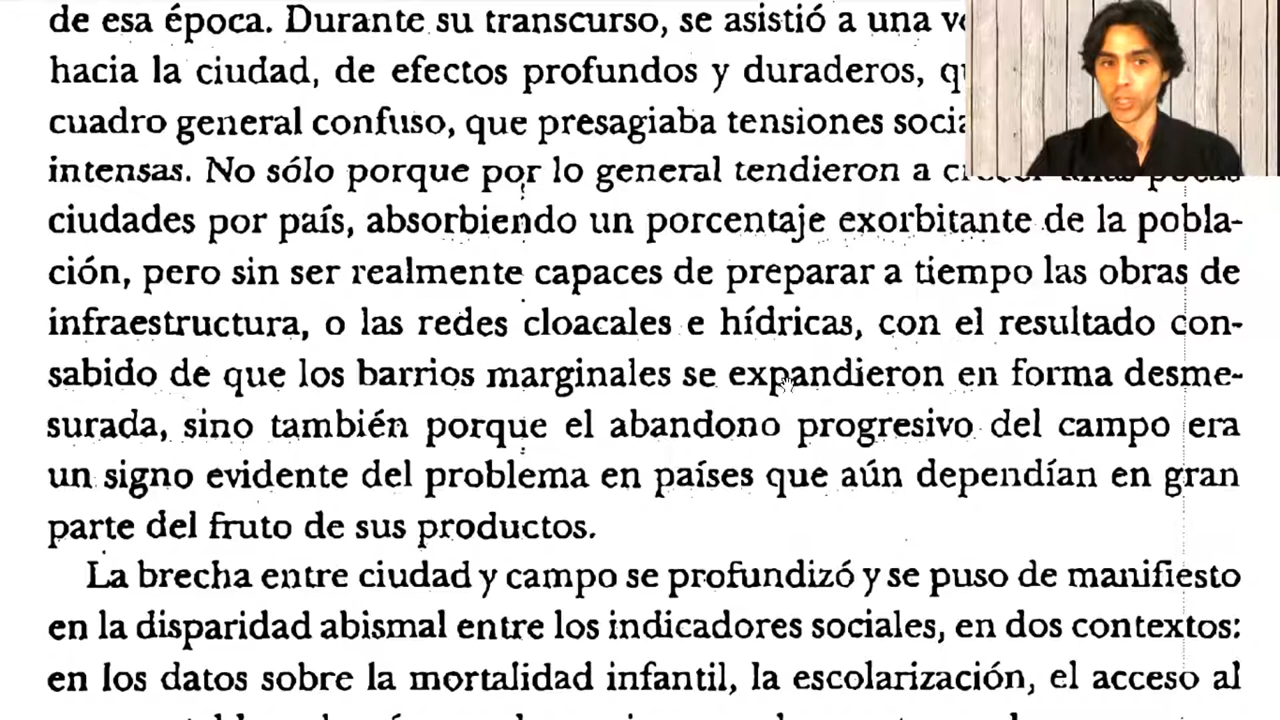 de esa época. Durante su transcurso, se asistió a una
hacia la ciudad, de efectos profundos y duraderos,
cuadro general confuso, que presagiaba tensiones
intensas. No sólo porque por lo general tendieron a
ciudades por país, absorbiendo un porcentaje exorbitante de la pobla-
ción, pero sin ser realmente capaces de preparar a tiempo las obras de
infraestructura, o las redes cloacales e hídricas, con el resultado con-
sabido de que los barrios marginales se expandieron en forma desme-
surada, sino también porque el abandono progresivo del campo era
un signo evidente del problema en países que aún dependían en gran
parte del fruto de sus productos.
La brecha entre ciudad y campo se profundizó y se puso de manifiesto
en la disparidad abismal entre los indicadores sociales, en dos contextos:
en los datos sobre la mortalidad infantil, la escolarización, el acceso al